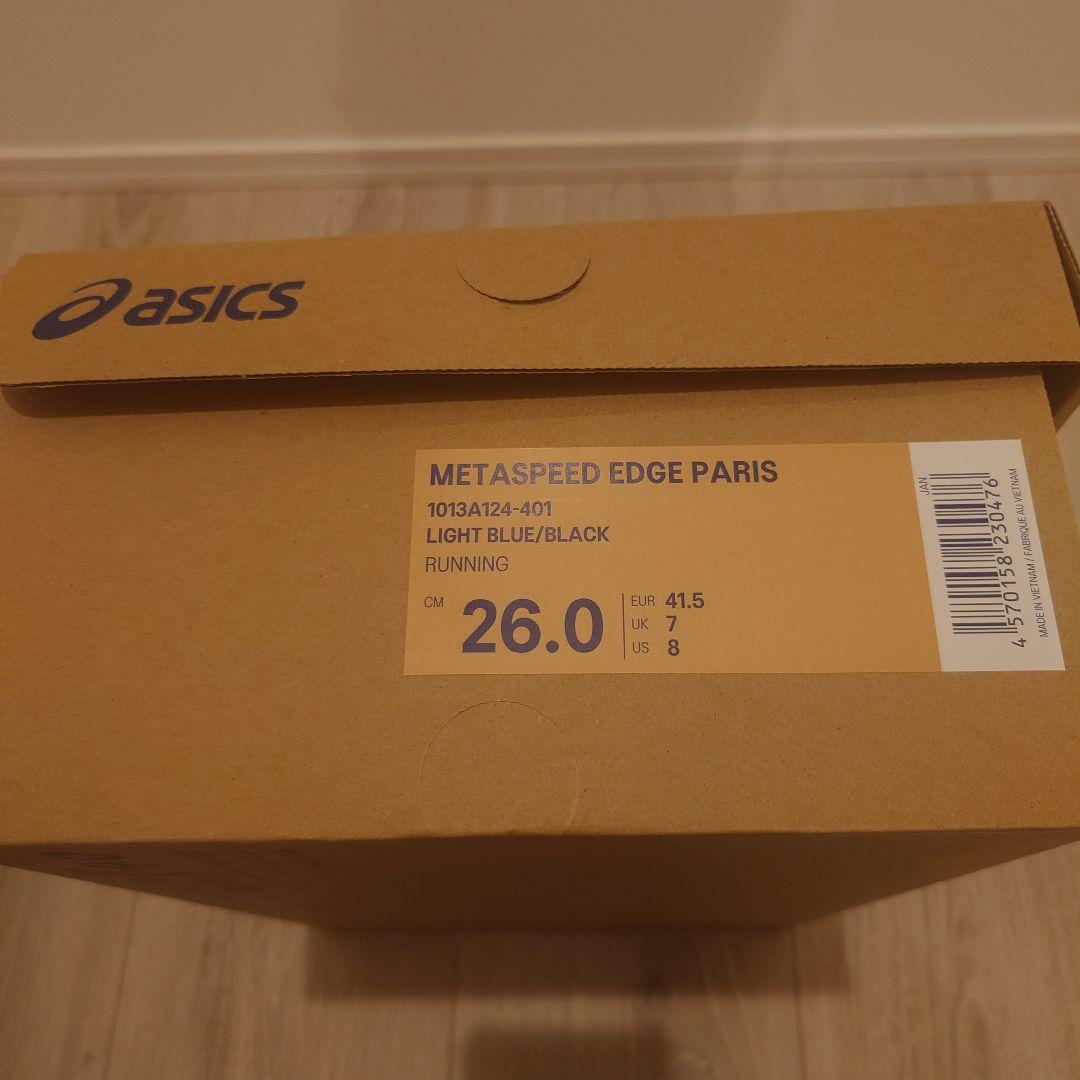 asics
METASPEED EDGE PARIS
1013A124-401
LIGHT BLUE/BLACK
RUNNING
CM 26.0
EUR 41.5
UK 7
US 8
JAN
4 570158 230476
MADE IN VIETNAM / FABRIQUE AU VIETNAM